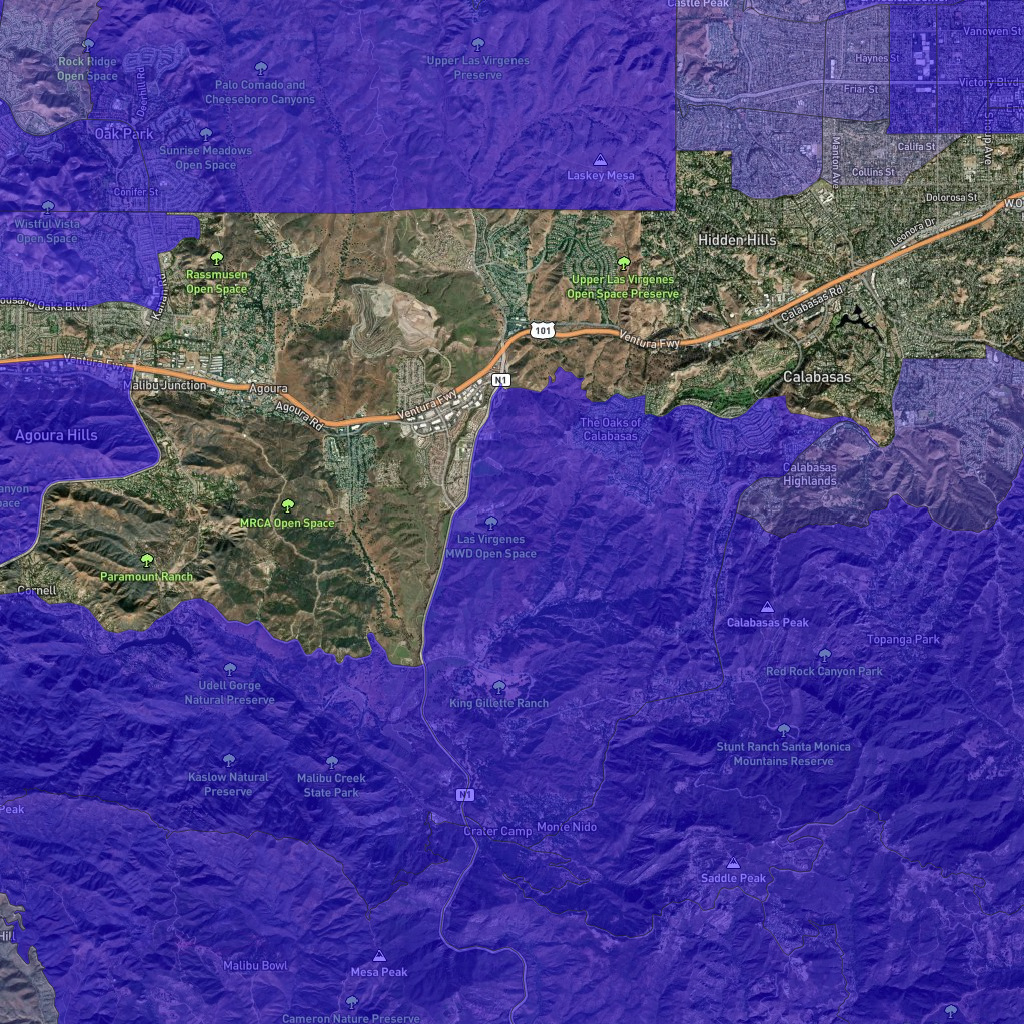 Castle Peak
Vanowen St
Rock Ridge
Open Space
Upper Las Virgenes
Preserve
Haynes St
Deerhill Rd
Palo Comado and
Cheeseboro Canyons
Friar St
Victory Blvd
Oak Park
Sunrise Meadows
Open Space
Califa St
Laskey Mesa
Manton Ave
Collins St
Conifer St
Dolorosa St
Wistful Vista
Open Space
Leonora Dr
Hidden Hills
Rassmusen
Open Space
Upper Las Virgenes
Open Space Preserve
Calabasas Rd
101
Ventura Fwy
Malibu Junction
Agoura
N1
Calabasas
Agoura Rd
Ventura Fwy
Agoura Hills
The Oaks of
Calabasas
Calabasas
Highlands
MRCA Open Space
Las Virgenes
MWD Open Space
Paramount Ranch
Cornell
Calabasas Peak
Topanga Park
Red Rock Canyon Park
Udell Gorge
Natural Preserve
King Gillette Ranch
Stunt Ranch Santa Monica
Mountains Reserve
Kaslow Natural
Preserve
Malibu Creek
State Park
N1
Peak
Crater Camp
Monte Nido
Saddle Peak
Malibu Bowl
Mesa Peak
Cameron Nature Preserve